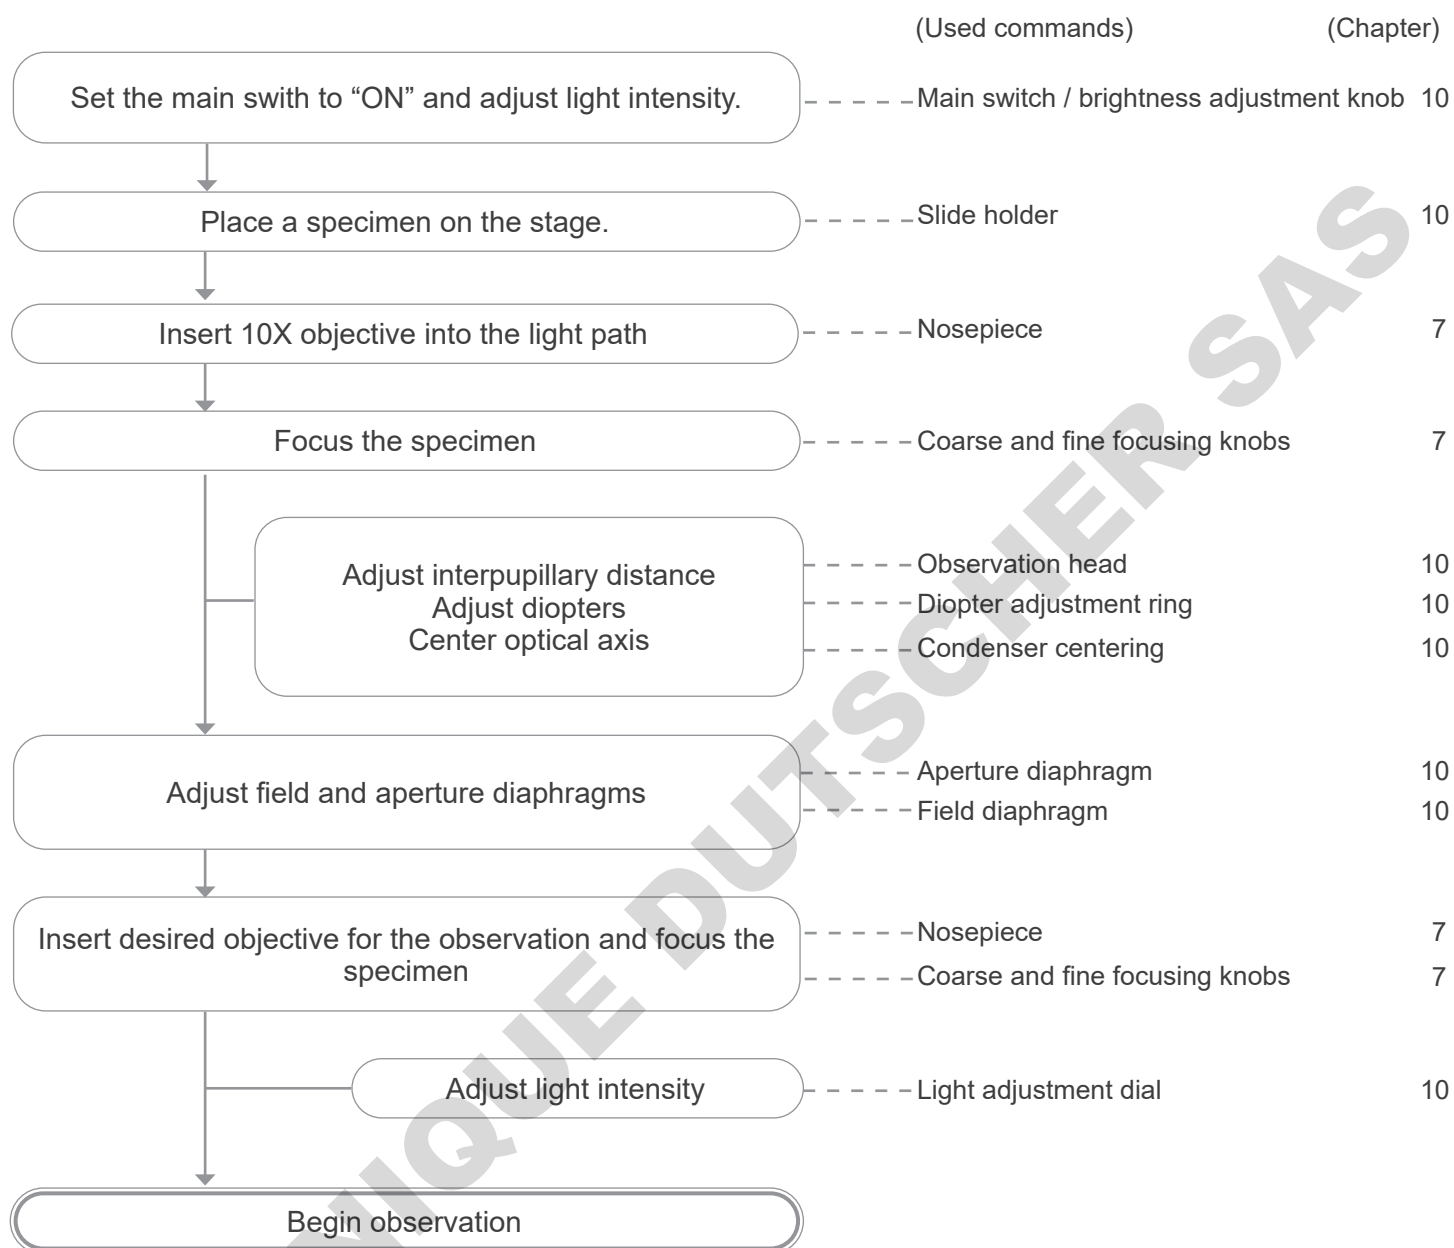 (Used commands) (Chapter)
Set the main swith to “ON” and adjust light intensity. Main switch / brightness adjustment knob 10
Place a specimen on the stage. Slide holder 10
Insert 10X objective into the light path Nosepiece 7
Focus the specimen Coarse and fine focusing knobs 7
Observation head 10
Adjust interpupillary distance
Adjust diopters Diopter adjustment ring 10
Center optical axis Condenser centering 10
Aperture diaphragm 10
Adjust field and aperture diaphragms
Field diaphragm 10
Insert desired objective for the observation and focus the Nosepiece 7
specimen Coarse and fine focusing knobs 7
Adjust light intensity Light adjustment dial 10
Begin observation
NIQUE DUTSCHER SAS